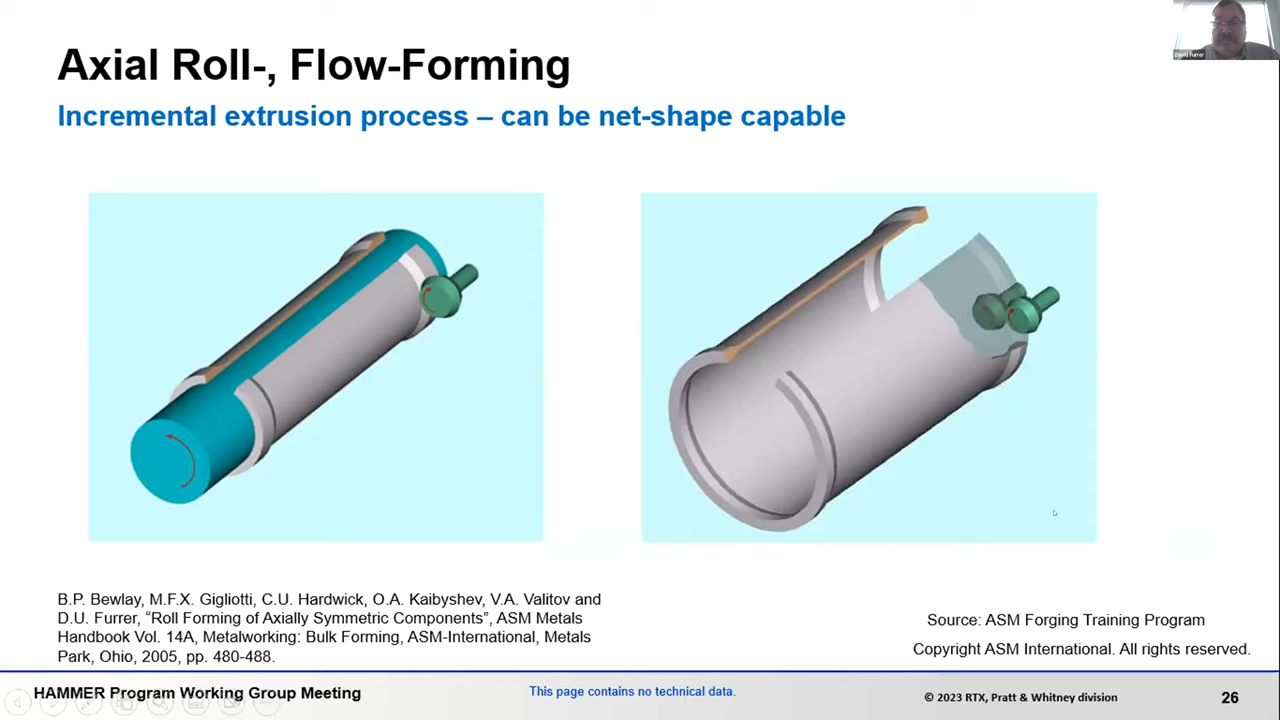 Axial Roll-, Flow-Forming
Incremental extrusion process – can be net-shape capable
David Furrer
B.P. Bewlay, M.F.X. Gigliotti, C.U. Hardwick, O.A. Kaibyshev, V.A. Valitov and
D.U. Furrer, “Roll Forming of Axially Symmetric Components”, ASM Metals
Handbook Vol. 14A, Metalworking: Bulk Forming, ASM-International, Metals
Park, Ohio, 2005, pp. 480-488.
Source: ASM Forging Training Program
Copyright ASM International. All rights reserved.
HAMMER Program Working Group Meeting
This page contains no technical data.
© 2023 RTX, Pratt & Whitney division
26